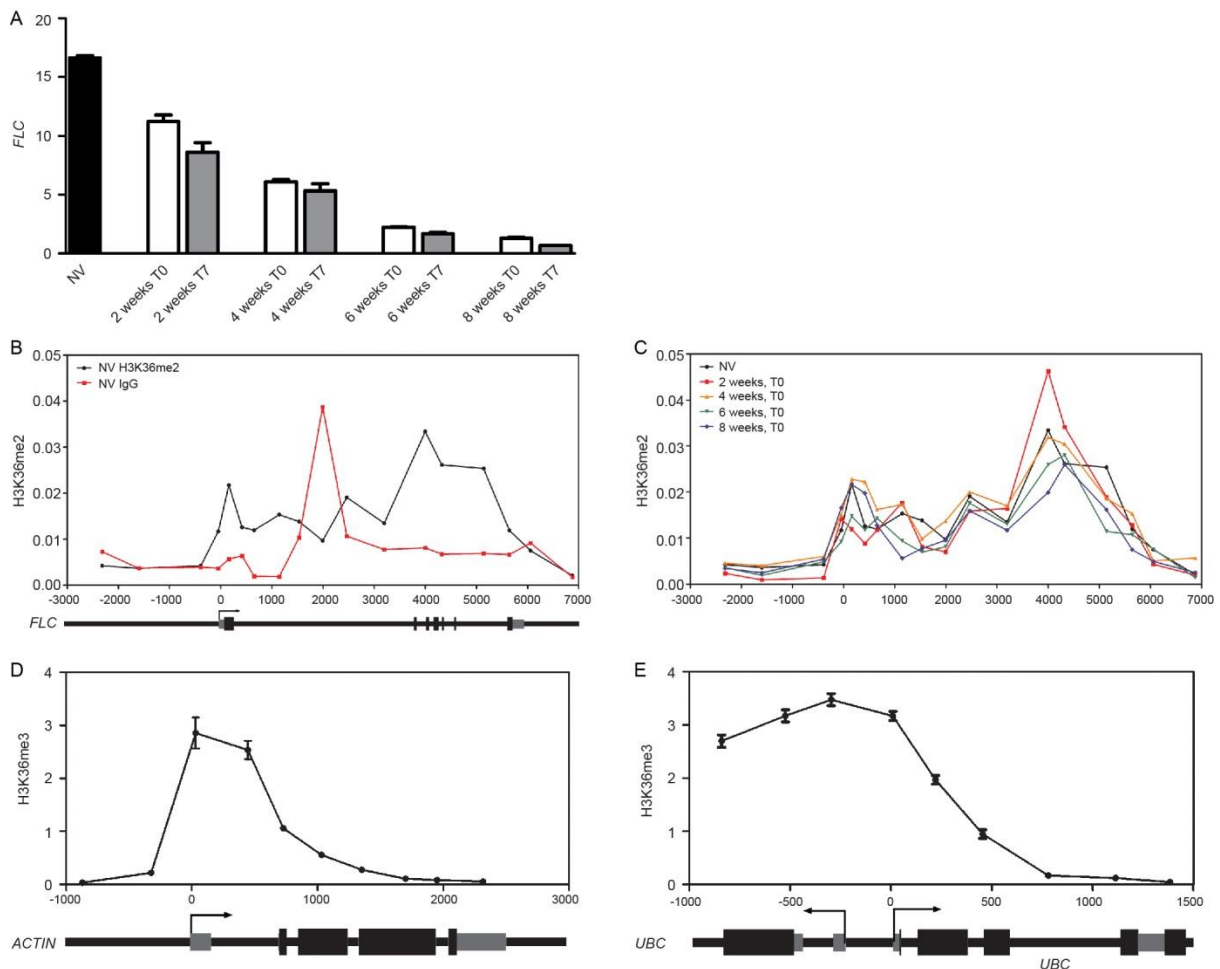 A
20
15
10
5
0
FLC
NV
2 weeks T0
2 weeks T7
4 weeks T0
4 weeks T7
6 weeks T0
6 weeks T7
8 weeks T0
8 weeks T7
B
0.05
0.04
0.03
0.02
0.01
0.00
H3K36me2
NV H3K36me2
NV IgG
-3000 -2000 -1000 0 1000 2000 3000 4000 5000 6000 7000
FLC
C
0.05
0.04
0.03
0.02
0.01
0.00
H3K36me2
NV
2 weeks, T0
4 weeks, T0
6 weeks, T0
8 weeks, T0
-3000 -2000 -1000 0 1000 2000 3000 4000 5000 6000 7000
D
4
3
2
1
0
H3K36me3
-1000 0 1000 2000 3000
ACTIN
E
4
3
2
1
0
H3K36me3
-1000 -500 0 500 1000 1500
UBC
UBC